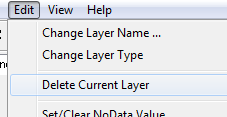 Edit View Help
Change Layer Name ...
Change Layer Type
Delete Current Layer
Set/Clear NoData Value